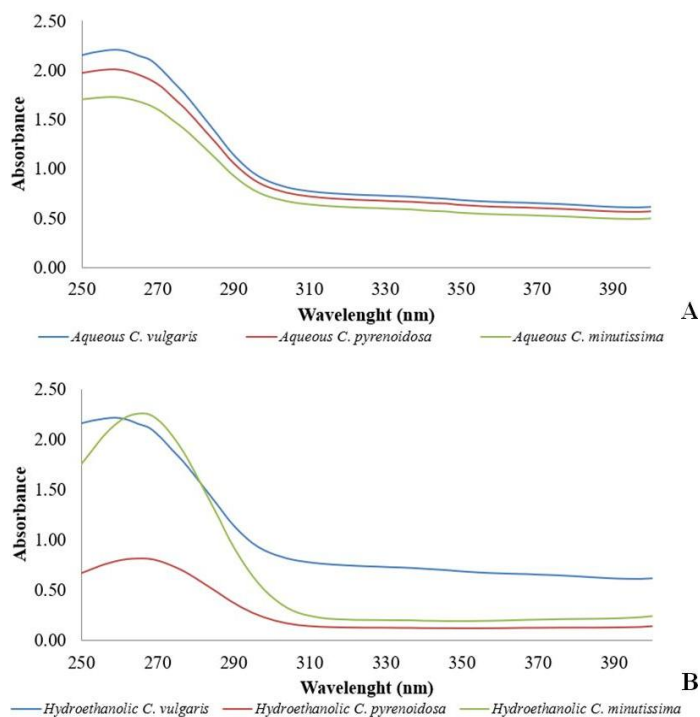 2.50
2.00
1.50
1.00
0.50
0.00
Absorbance
250 270 290 310 330 350 370 390
Wavelenght (nm)
A
Aqueous C. vulgaris Aqueous C. pyrenoidosa Aqueous C. minutissima
2.50
2.00
1.50
1.00
0.50
0.00
Absorbance
250 270 290 310 330 350 370 390
Wavelenght (nm)
B
Hydroethanolic C. vulgaris Hydroethanolic C. pyrenoidosa Hydroethanolic C. minutissima